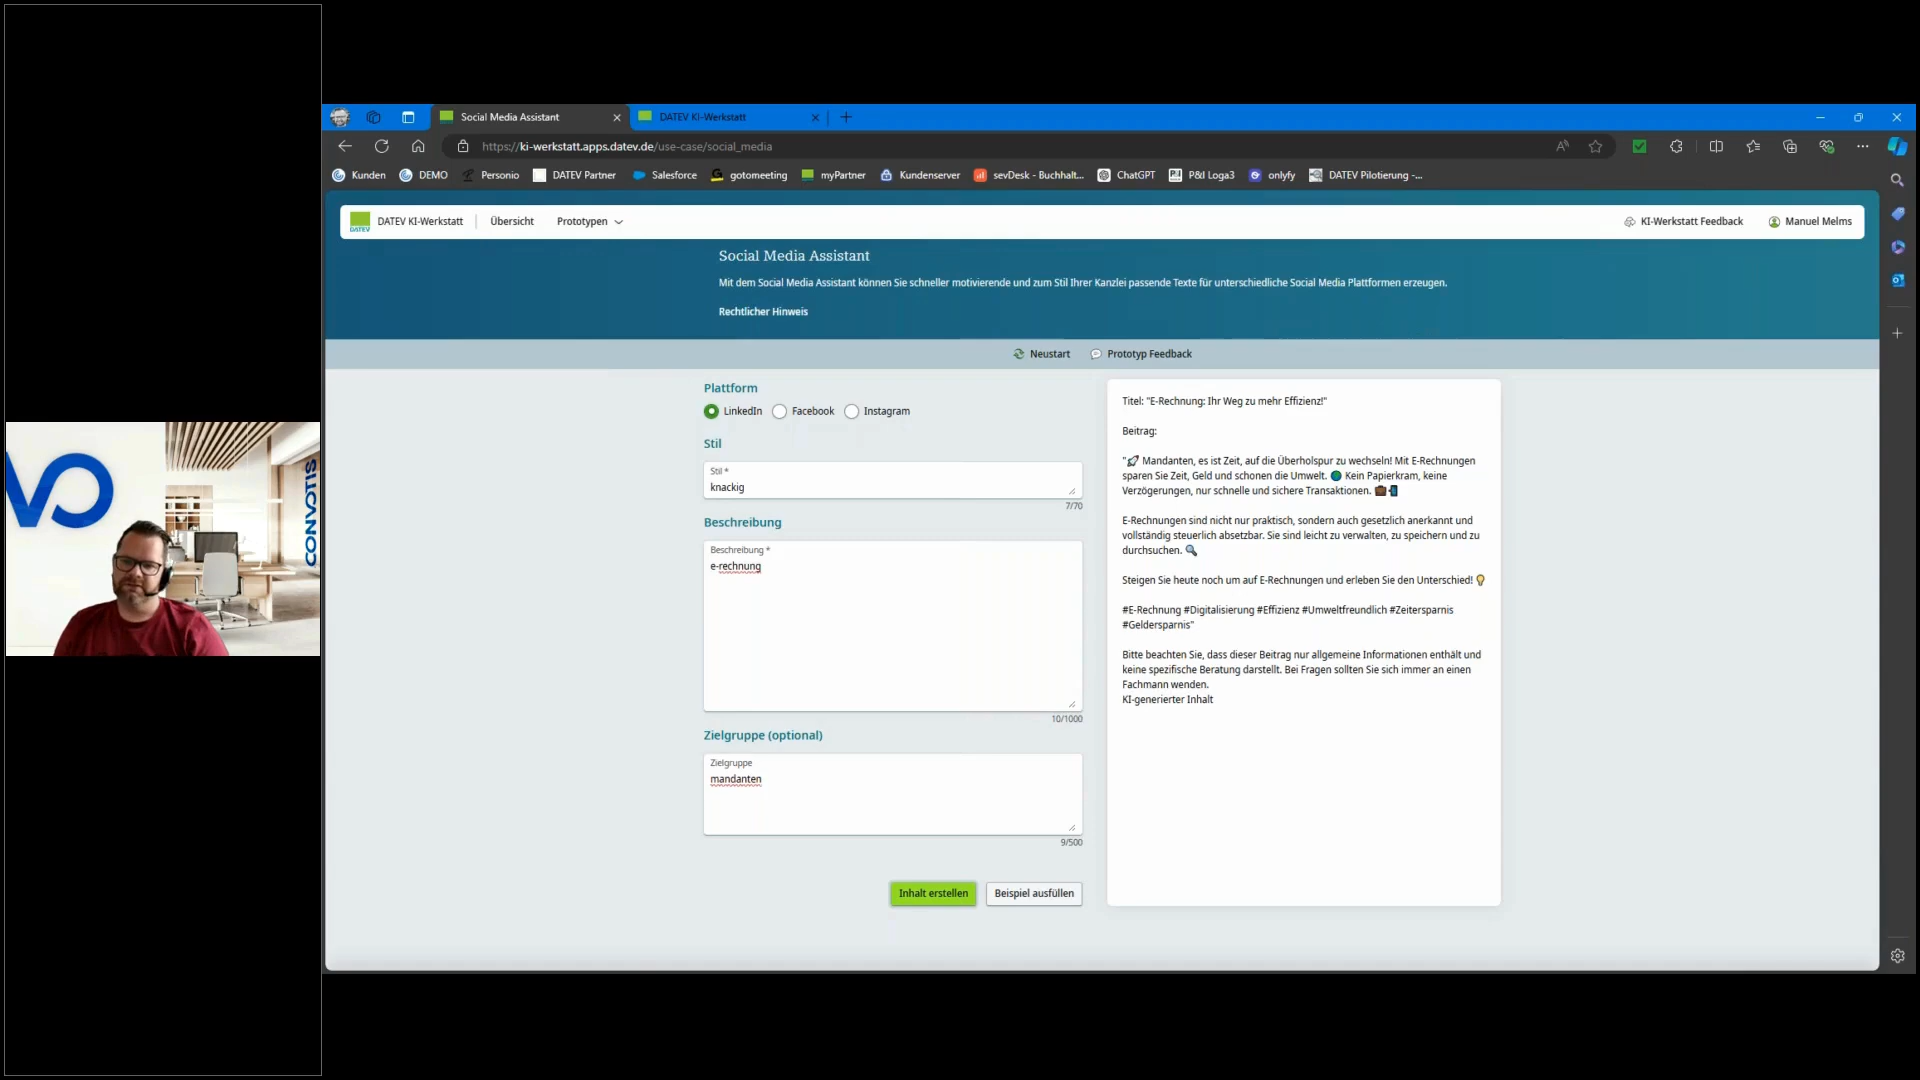 Social Media Assistant
DATEV KI-Werkstatt
https://ki-werkstatt.apps.datev.de/use-case/social_media
Kunden
DEMO
Personio
DATEV Partner
Salesforce
gotomeeting
myPartner
Kundenserver
sevDesk - Buchhalt...
ChatGPT
P&I Loga3
onlyfy
DATEV Pilotierung -...
DATEV
DATEV KI-Werkstatt
Übersicht
Prototypen
KI-Werkstatt Feedback
Manuel Melms
Social Media Assistant
Mit dem Social Media Assistant können Sie schneller motivierende und zum Stil Ihrer Kanzlei passende Texte für unterschiedliche Social Media Plattformen erzeugen.
Rechtlicher Hinweis
Neustart
Prototyp Feedback
Plattform
LinkedIn
Facebook
Instagram
Stil
Stil *
knackig
7/70
Beschreibung
Beschreibung *
e-rechnung
10/1000
Zielgruppe (optional)
Zielgruppe
mandanten
9/500
Inhalt erstellen
Beispiel ausfüllen
Titel: "E-Rechnung: Ihr Weg zu mehr Effizienz!"
Beitrag:
"🚀 Mandanten, es ist Zeit, auf die Überholspur zu wechseln! Mit E-Rechnungen
sparen Sie Zeit, Geld und schonen die Umwelt. 🌍 Kein Papierkram, keine
Verzögerungen, nur schnelle und sichere Transaktionen. 💼📲
E-Rechnungen sind nicht nur praktisch, sondern auch gesetzlich anerkannt und
vollständig steuerlich absetzbar. Sie sind leicht zu verwalten, zu speichern und zu
durchsuchen. 🔍
Steigen Sie heute noch um auf E-Rechnungen und erleben Sie den Unterschied! 💡
#E-Rechnung #Digitalisierung #Effizienz #Umweltfreundlich #Zeitersparnis
#Geldersparnis"
Bitte beachten Sie, dass dieser Beitrag nur allgemeine Informationen enthält und
keine spezifische Beratung darstellt. Bei Fragen sollten Sie sich immer an einen
Fachmann wenden.
KI-generierter Inhalt
CONVOTIS